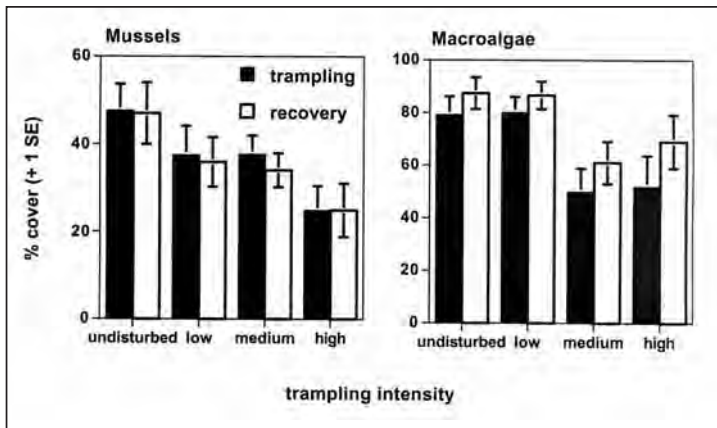 Mussels
60
40
20
0
trampling
recovery
undisturbed low medium high
Macroalgae
100
80
60
40
20
0
undisturbed low medium high
% cover (+ 1 SE)
trampling intensity